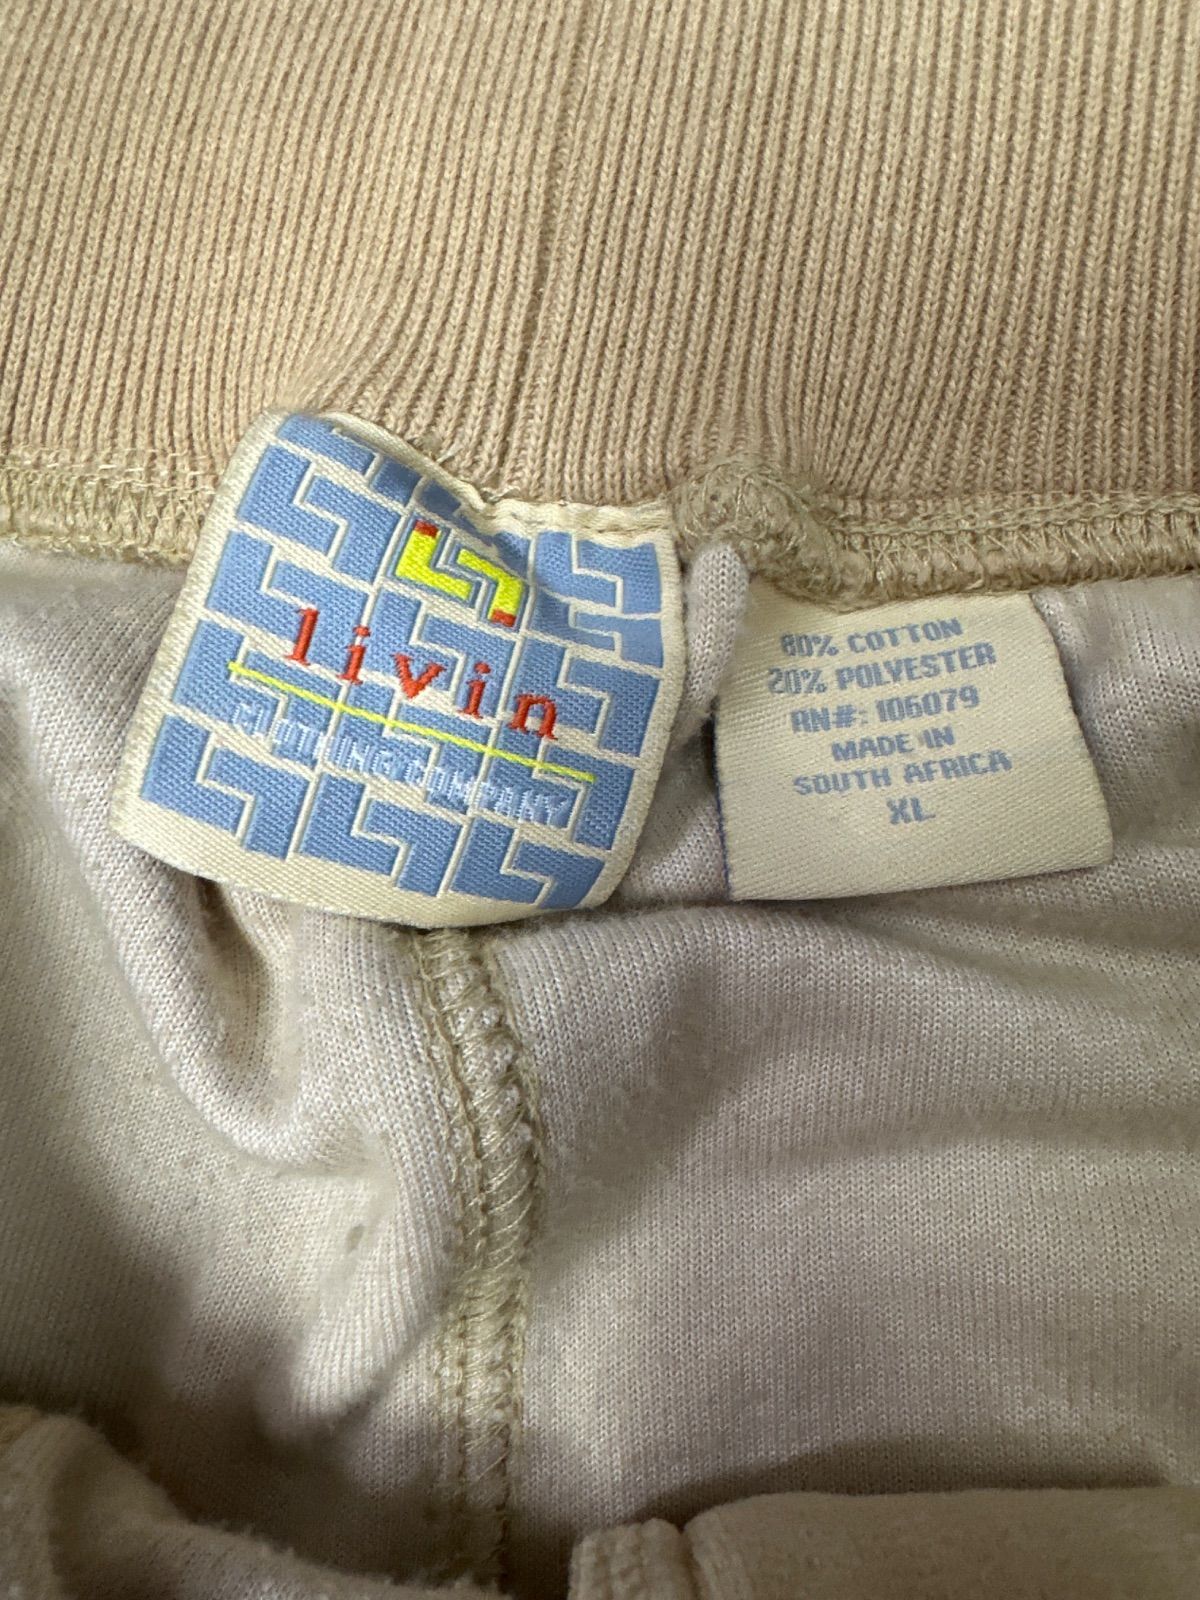 livin
CLOTHING COMPANY
80% COTTON
20% POLYESTER
RN#: 106079
MADE IN
SOUTH AFRICA
XL